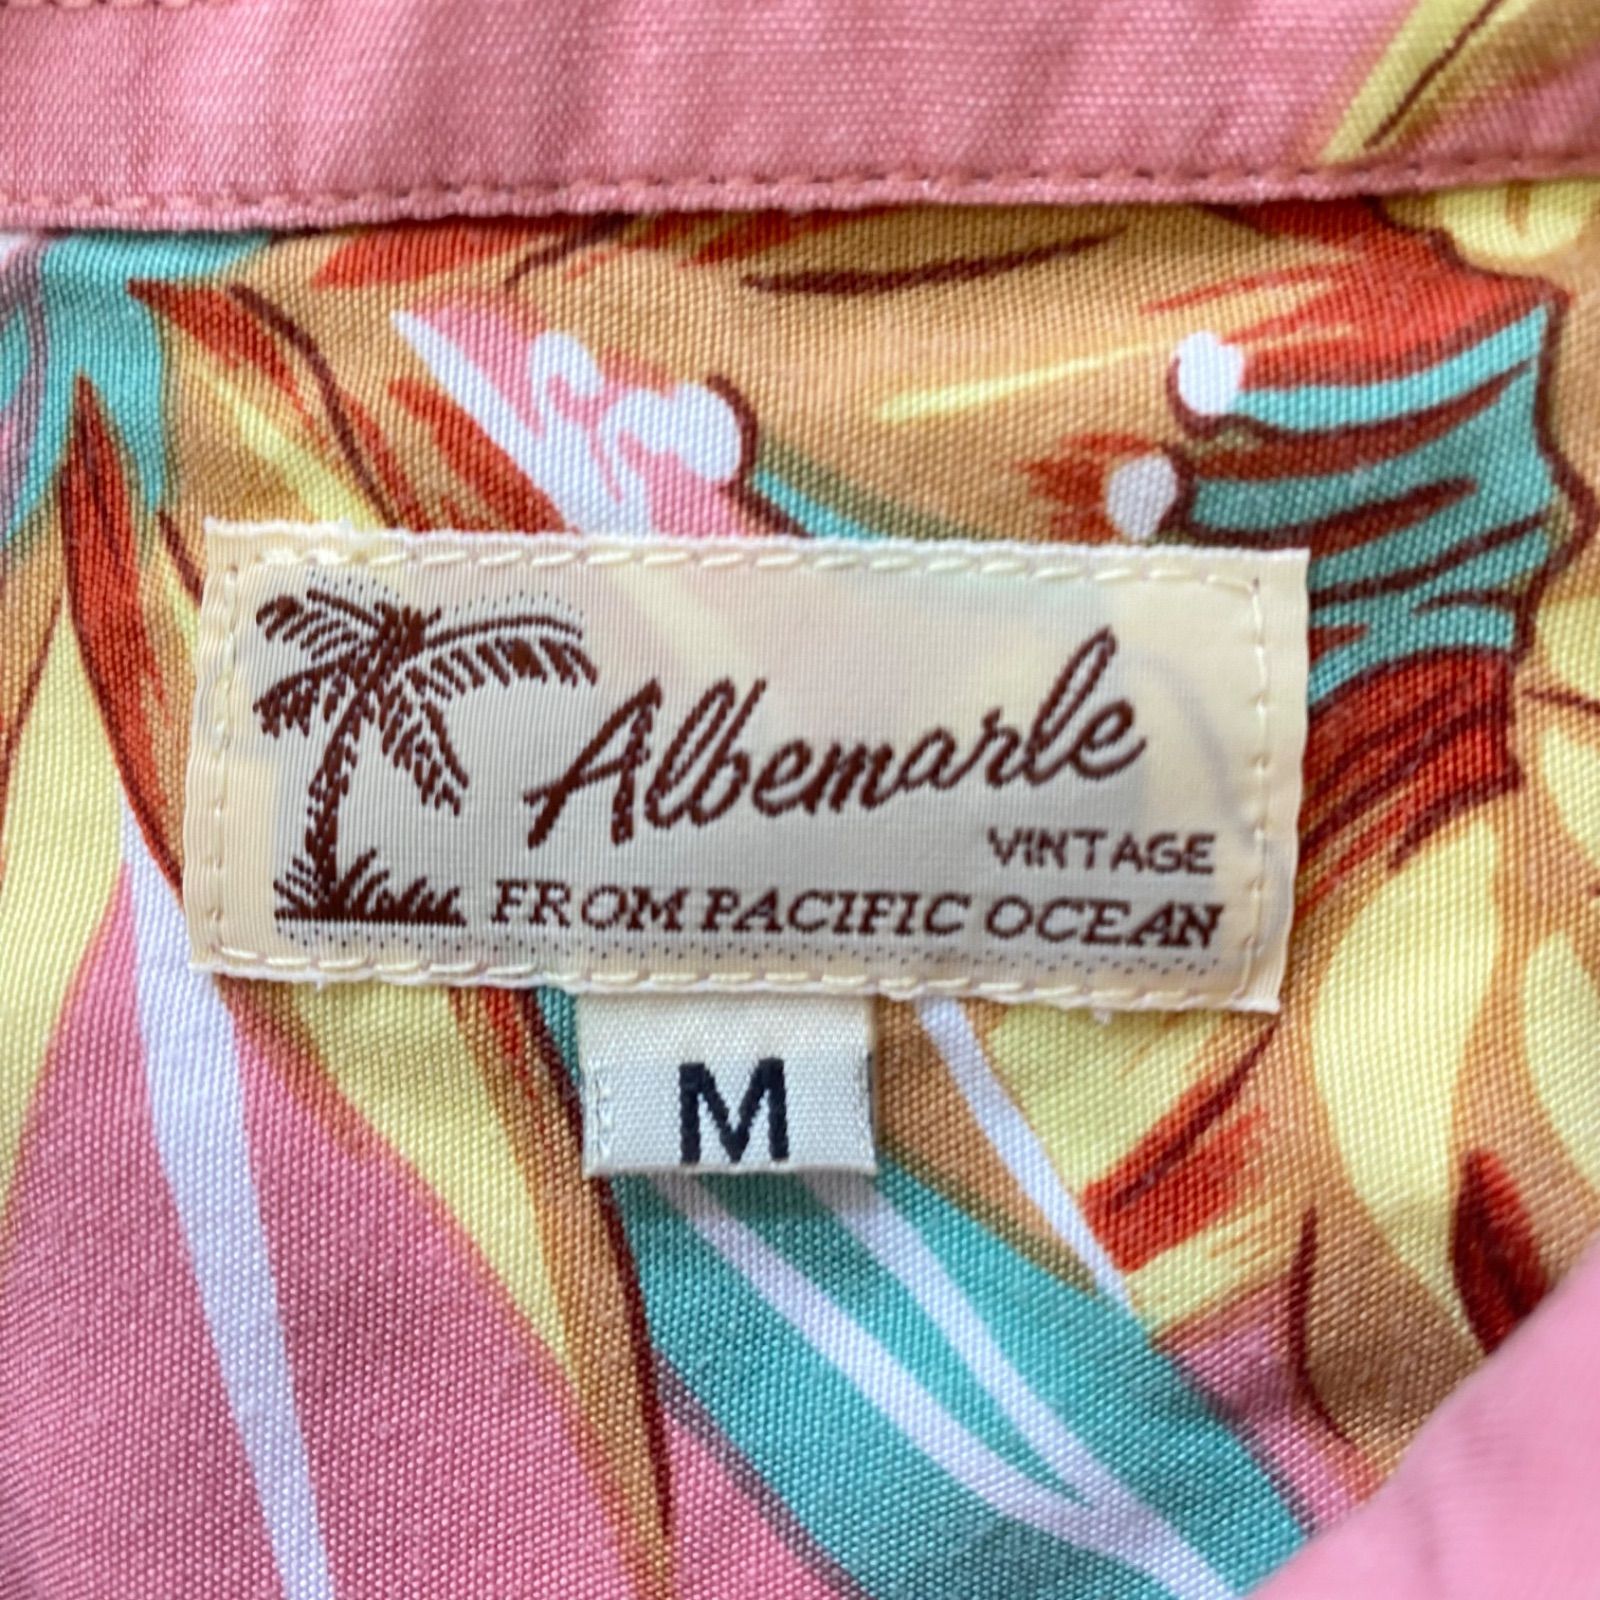 Albemarle
VINTAGE
FROM PACIFIC OCEAN
M